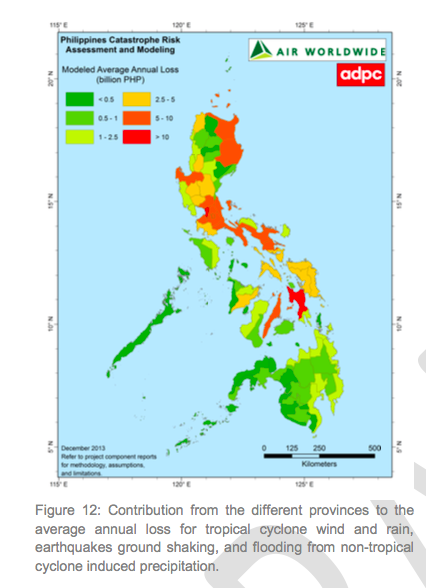 115°E
120°E
125°E
Philippines Catastrophe Risk
Assessment and Modeling
AIR WORLDWIDE
adpc
Modeled Average Annual Loss
(billion PHP)
< 0.5
2.5 - 5
0.5 - 1
5 - 10
1 - 2.5
> 10
20°N
20°N
15°N
15°N
10°N
10°N
5°N
5°N
December 2013
Refer to project component reports
for methodology, assumptions,
and limitations.
0 125 250 500
Kilometers
115°E
120°E
125°E
Figure 12: Contribution from the different provinces to the
average annual loss for tropical cyclone wind and rain,
earthquakes ground shaking, and flooding from non-tropical
cyclone induced precipitation.